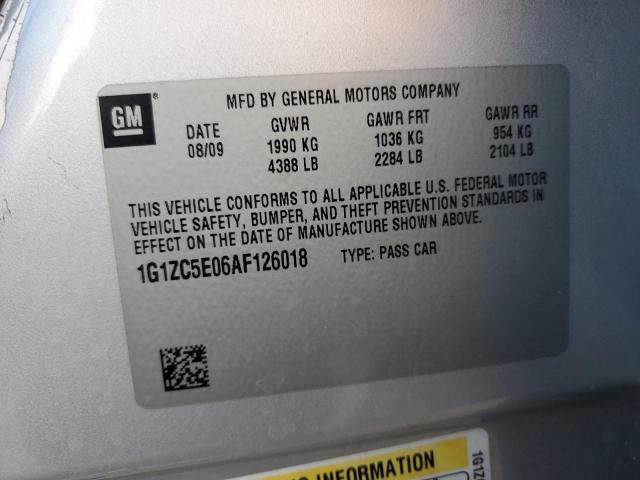 GM
MFD BY GENERAL MOTORS COMPANY
DATE GVWR GAWR FRT GAWR RR
08/09 1990 KG 1036 KG 954 KG
4388 LB 2284 LB 2104 LB
THIS VEHICLE CONFORMS TO ALL APPLICABLE U.S. FEDERAL MOTOR
VEHICLE SAFETY, BUMPER, AND THEFT PREVENTION STANDARDS IN
EFFECT ON THE DATE OF MANUFACTURE SHOWN ABOVE.
1G1ZC5E06AF126018 TYPE: PASS CAR
INFORMATION
1G1Z